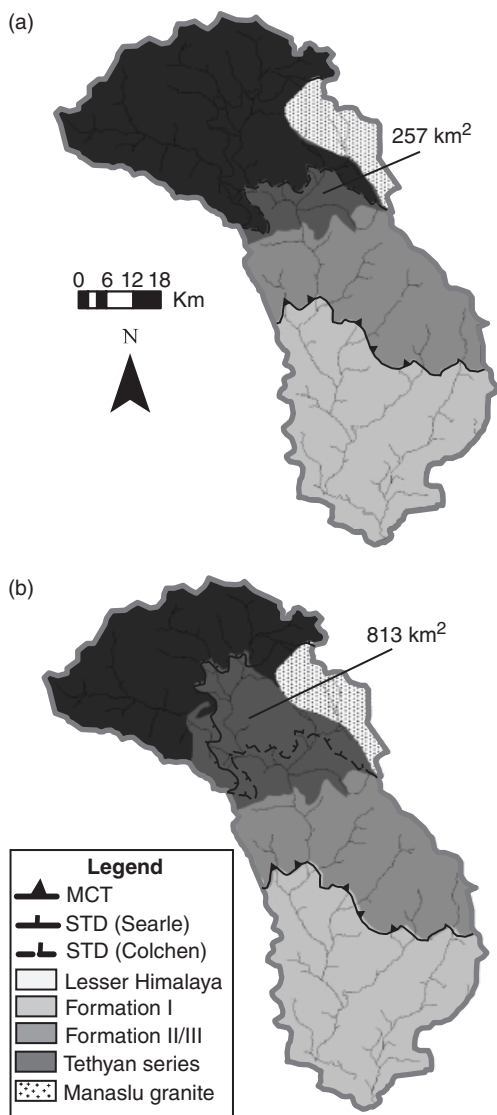 (a)
257 km²
0 6 12 18
Km
N
(b)
813 km²
Legend
MCT
STD (Searle)
STD (Colchen)
Lesser Himalaya
Formation I
Formation II/III
Tethyan series
Manaslu granite